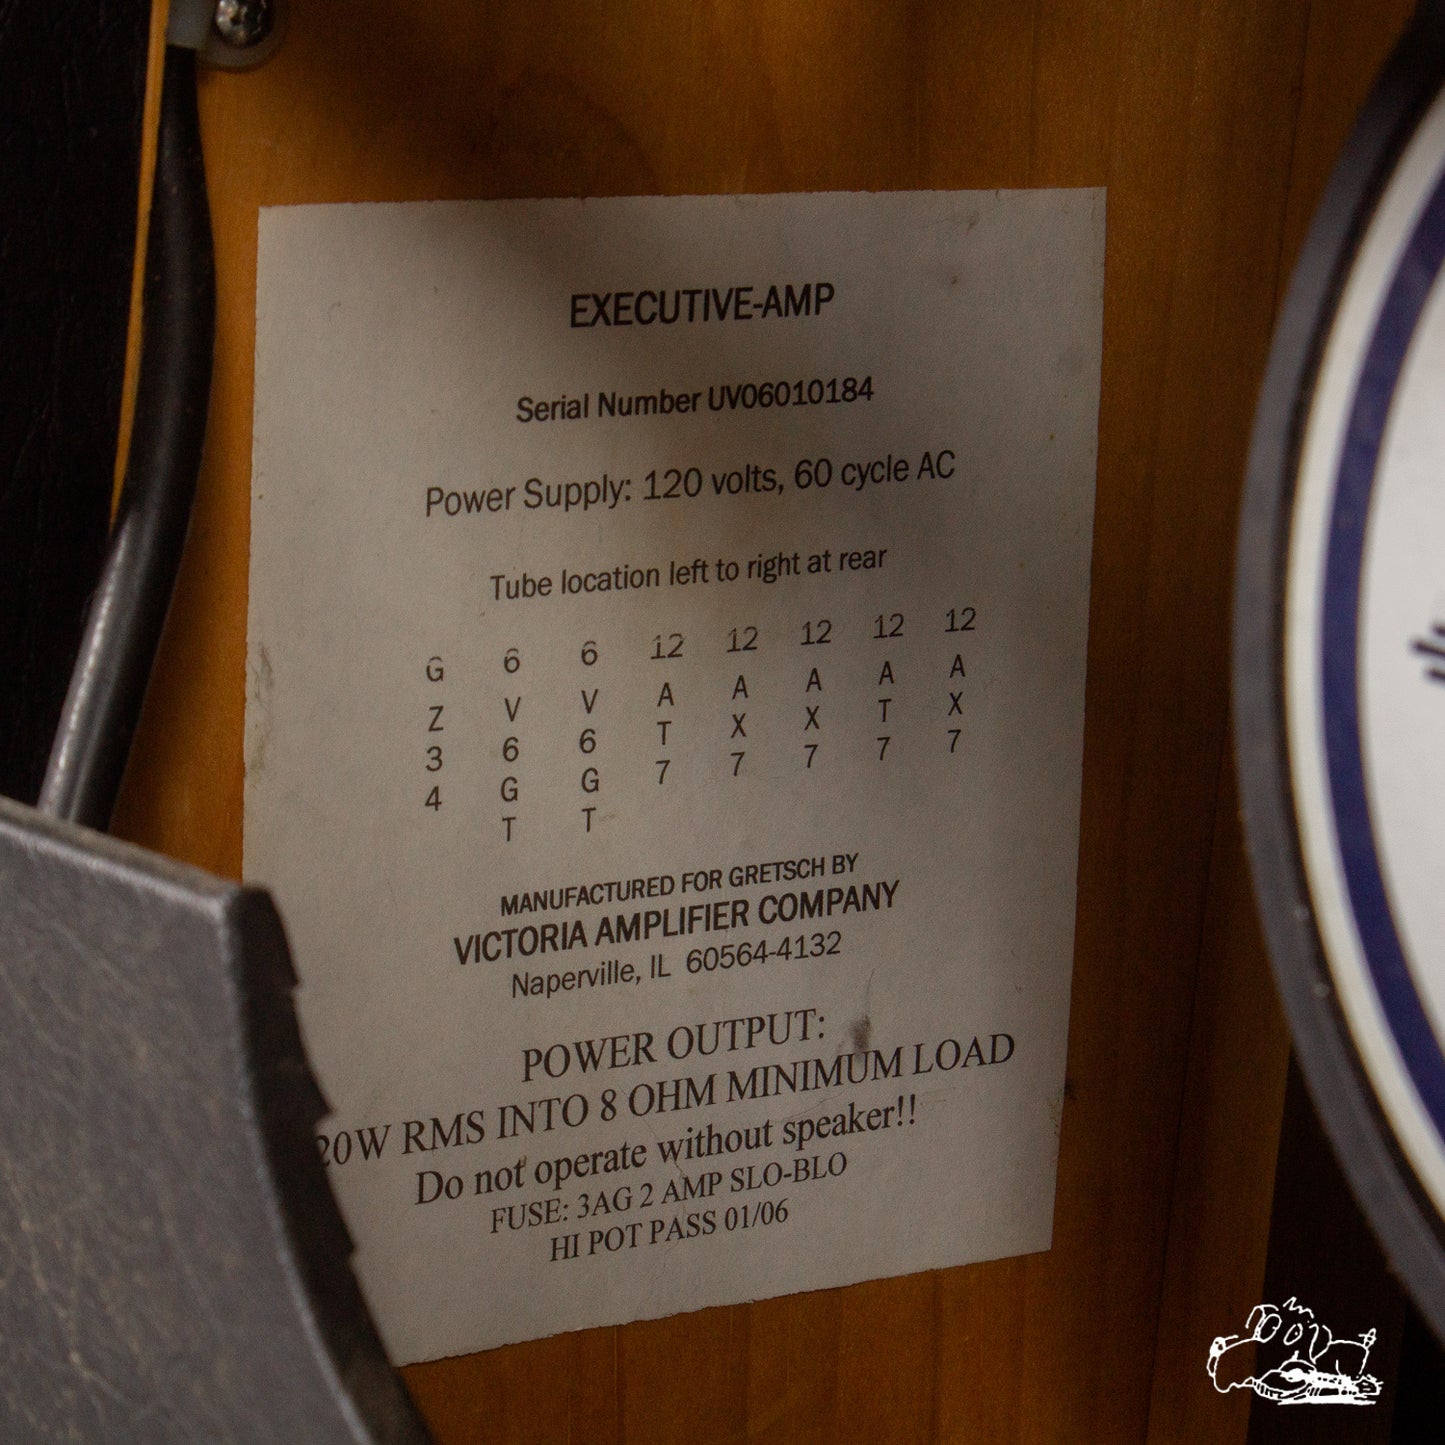 EXECUTIVE-AMP
Serial Number UV06010184
Power Supply: 120 volts, 60 cycle AC
Tube location left to right at rear
G 6 6 12 12 12 12 12
Z V V A A A A A
3 6 6 T X X T X
4 G G 7 7 7 7 7
T T
MANUFACTURED FOR GRETSCH BY
VICTORIA AMPLIFIER COMPANY
Naperville, IL 60564-4132
POWER OUTPUT:
20W RMS INTO 8 OHM MINIMUM LOAD
Do not operate without speaker!!
FUSE: 3AG 2 AMP SLO-BLO
HI POT PASS 01/06